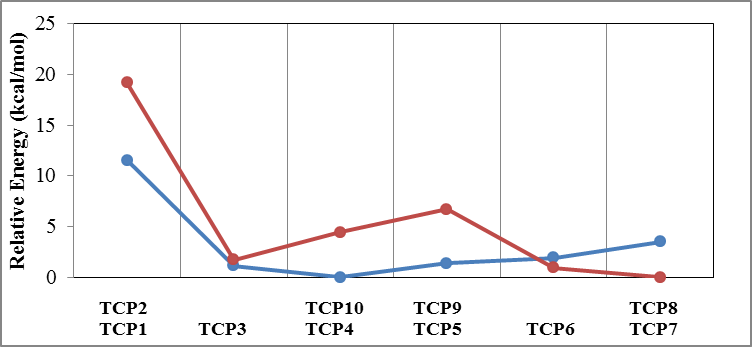 Relative Energy (kcal/mol)
25
20
15
10
5
0
TCP2 TCP10 TCP9 TCP8
TCP1 TCP3 TCP4 TCP5 TCP6 TCP7